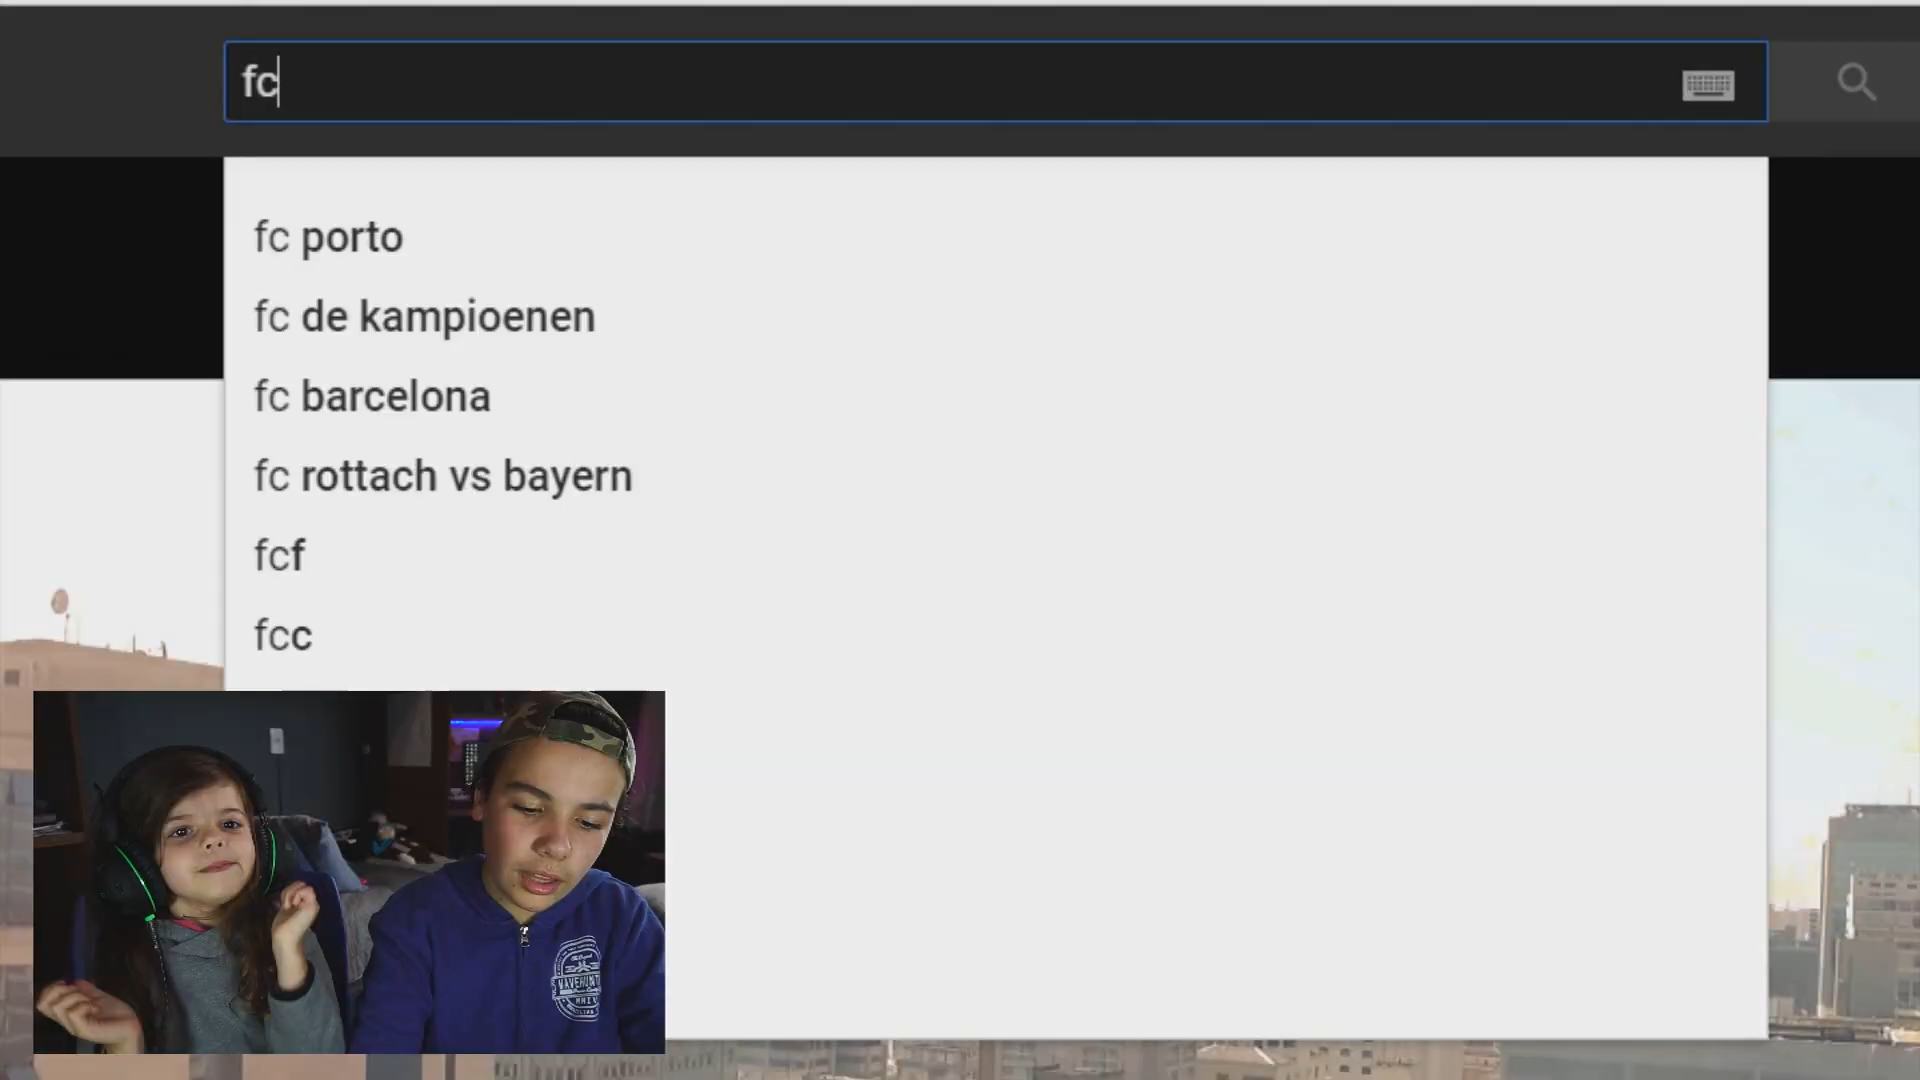 fc
fc porto
fc de kampioenen
fc barcelona
fc rottach vs bayern
fcf
fcc